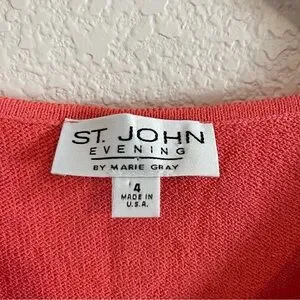 ST. JOHN
EVENING
BY MARIE GRAY
4
MADE IN
U.S.A.